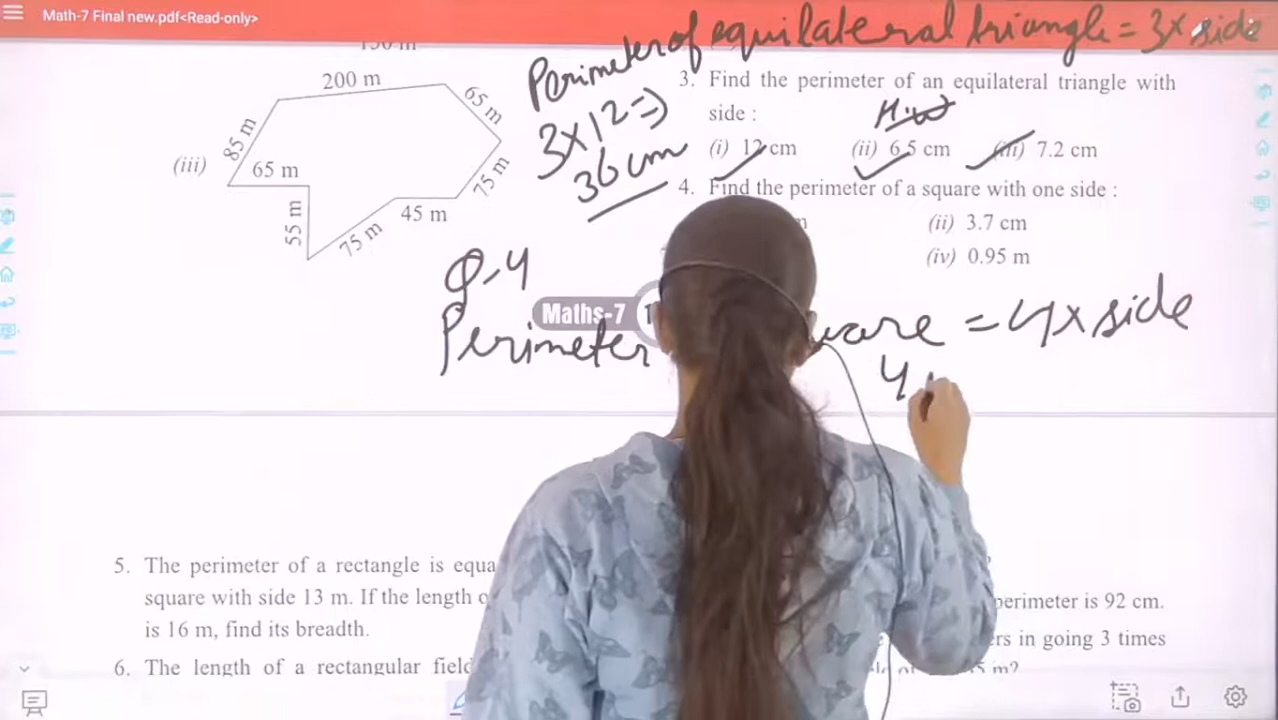 Math-7 Final new.pdf<Read-only>
Perimeter of equilateral triangle = 3x side
3x12 =>
36 cm
200 m
65 m
85 m
(iii)
65 m
75 m
55 m
75 m
45 m
3. Find the perimeter of an equilateral triangle with
side :
(i) 12 cm (ii) 6.5 cm (iii) 7.2 cm
4. Find the perimeter of a square with one side :
(ii) 3.7 cm
(iv) 0.95 m
Q-4
Maths-7
Perimeter = 4x side
4
5. The perimeter of a rectangle is
square with side 13 m. If the length
is 16 m, find its breadth.
6. The length of a rectangular field
perimeter is 92 cm.
in going 3 times